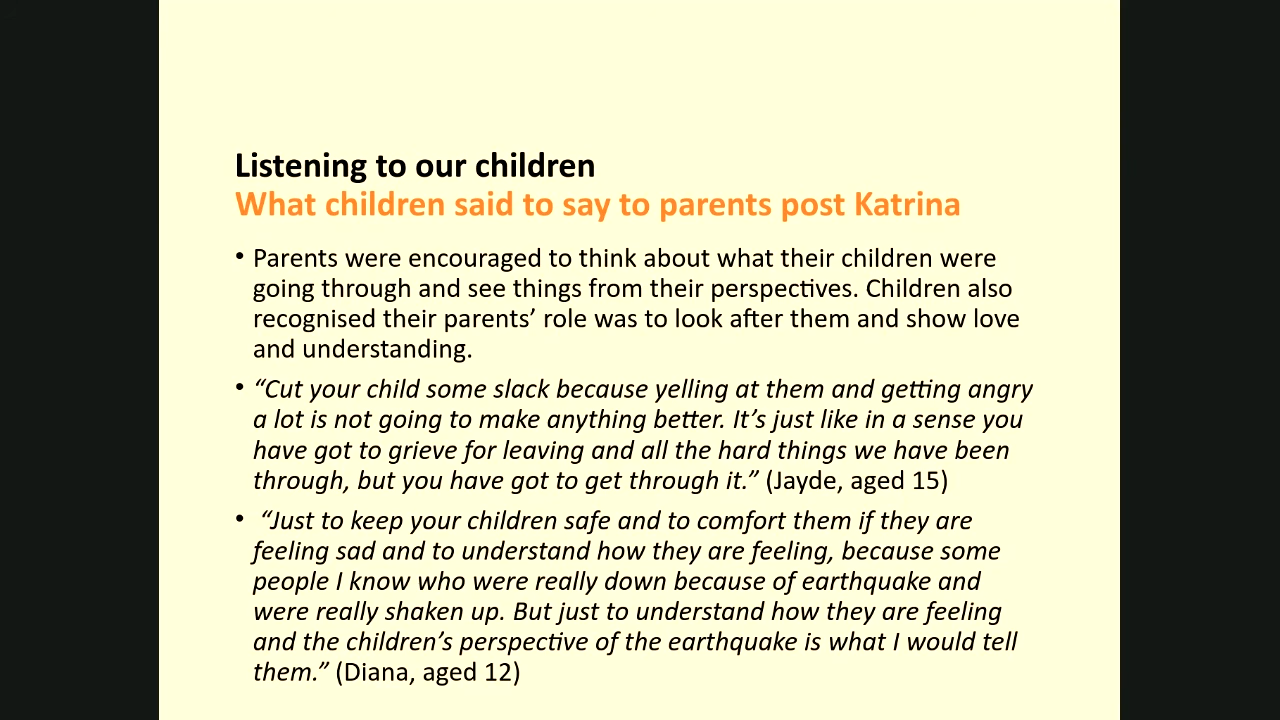 Listening to our children
What children said to say to parents post Katrina
• Parents were encouraged to think about what their children were
going through and see things from their perspectives. Children also
recognised their parents’ role was to look after them and show love
and understanding.
• “Cut your child some slack because yelling at them and getting angry
a lot is not going to make anything better. It’s just like in a sense you
have got to grieve for leaving and all the hard things we have been
through, but you have got to get through it.” (Jayde, aged 15)
• “Just to keep your children safe and to comfort them if they are
feeling sad and to understand how they are feeling, because some
people I know who were really down because of earthquake and
were really shaken up. But just to understand how they are feeling
and the children’s perspective of the earthquake is what I would tell
them.” (Diana, aged 12)